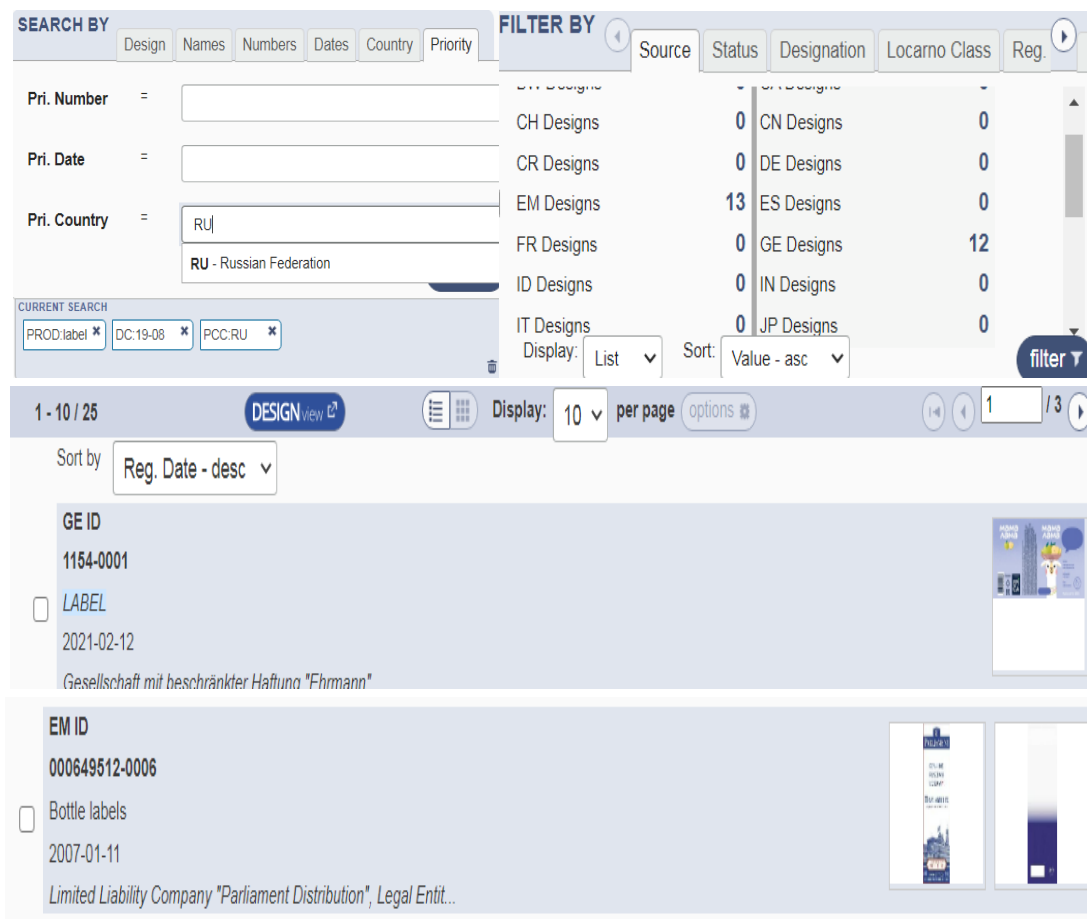 SEARCH BY
Design Names Numbers Dates Country Priority
Pri. Number =
Pri. Date =
Pri. Country = RU
RU - Russian Federation
CURRENT SEARCH
PROD:label × DC:19-08 × PCC:RU ×
FILTER BY
Source Status Designation Locarno Class Reg.
CH Designs 0 CN Designs 0
CR Designs 0 DE Designs 0
EM Designs 13 ES Designs 0
FR Designs 0 GE Designs 12
ID Designs 0 IN Designs 0
IT Designs 0 JP Designs 0
Display: List Sort: Value - asc filter
1 - 10 / 25 DESIGN view Display: 10 per page options 1 / 3
Sort by Reg. Date - desc
GE ID
1154-0001
LABEL
2021-02-12
Gesellschaft mit beschränkter Haftung "Ehrmann"
EM ID
000649512-0006
Bottle labels
2007-01-11
Limited Liability Company "Parliament Distribution", Legal Entit...